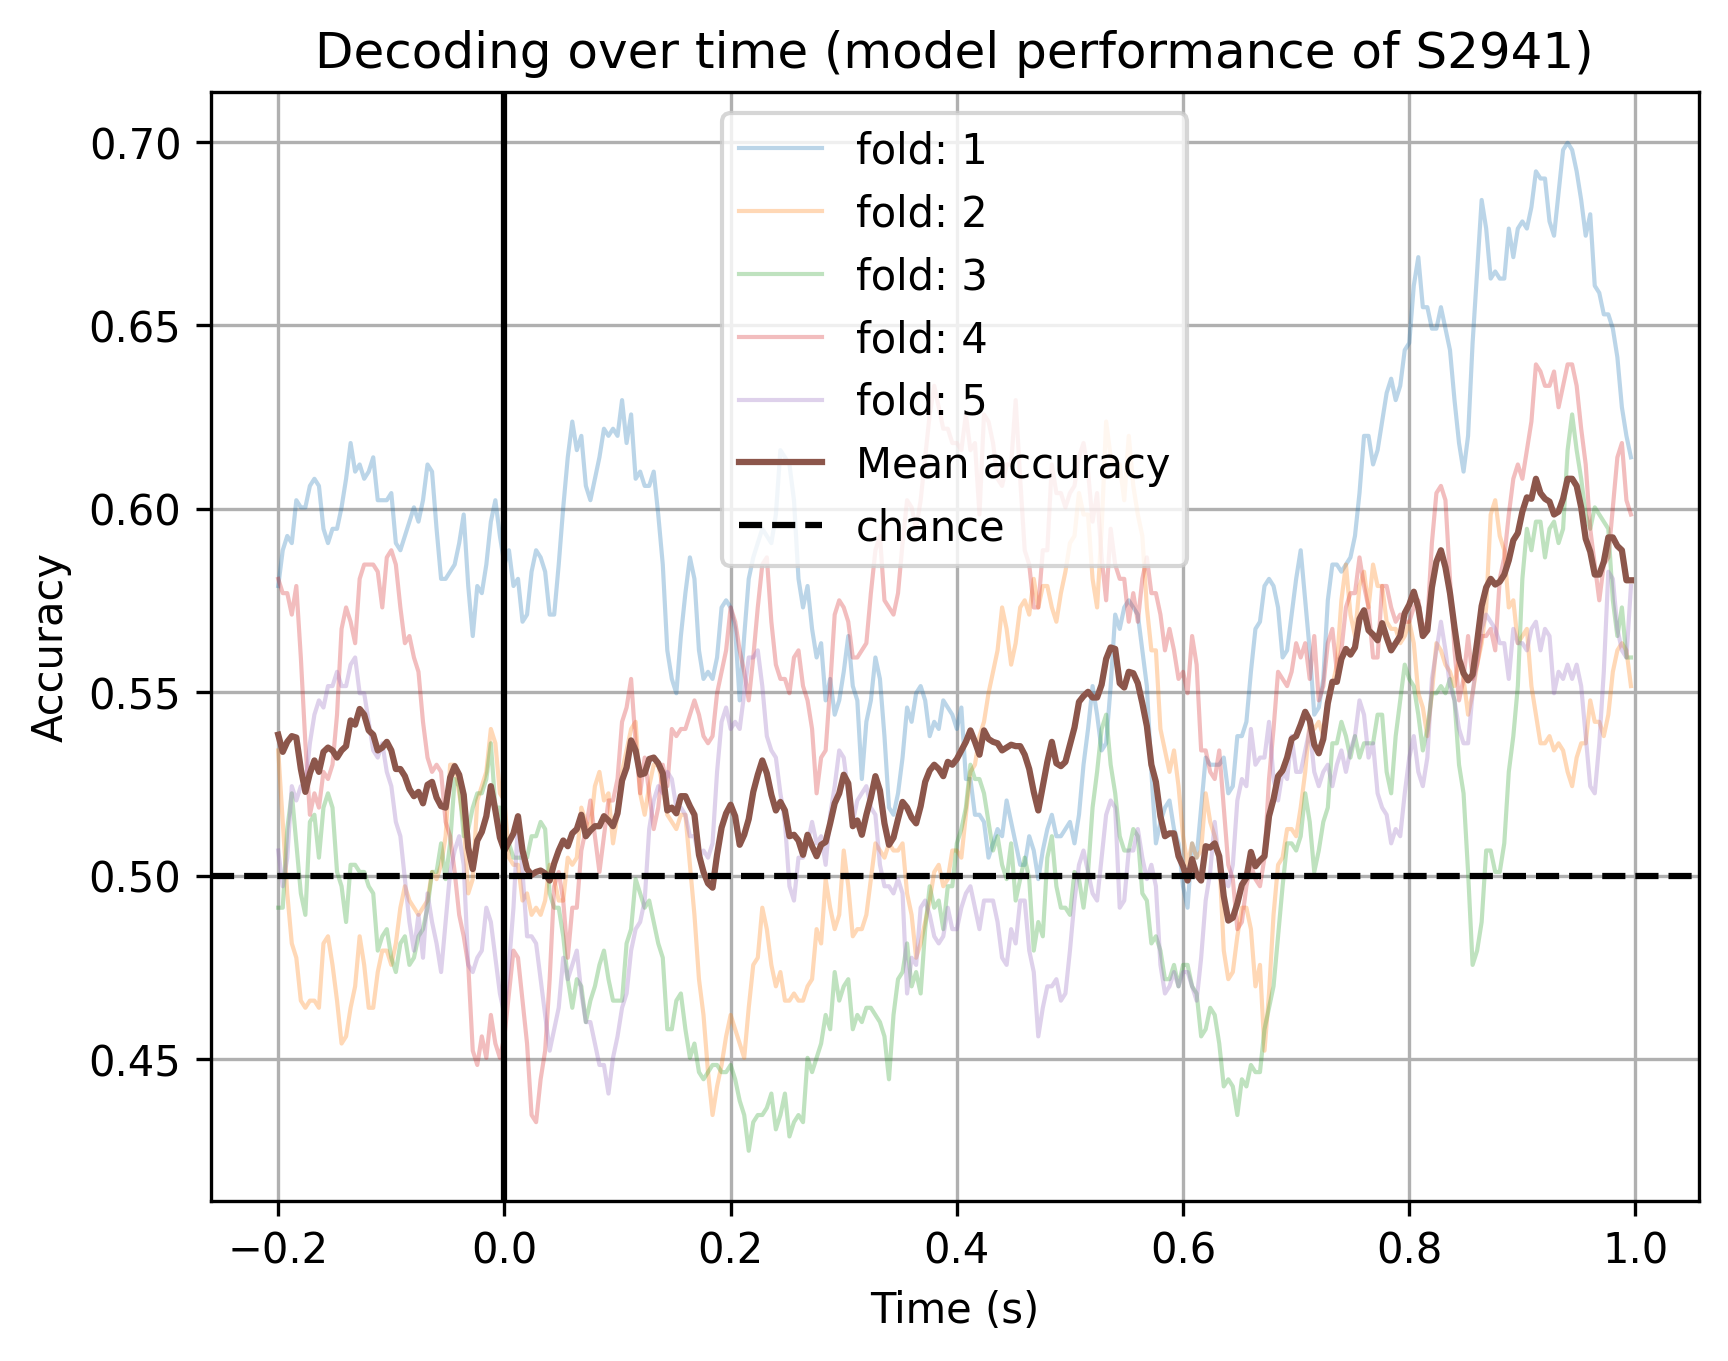 Decoding over time (model performance of S2941)
Accuracy
0.70
0.65
0.60
0.55
0.50
0.45
fold: 1
fold: 2
fold: 3
fold: 4
fold: 5
Mean accuracy
chance
−0.2
0.0
0.2
0.4
0.6
0.8
1.0
Time (s)